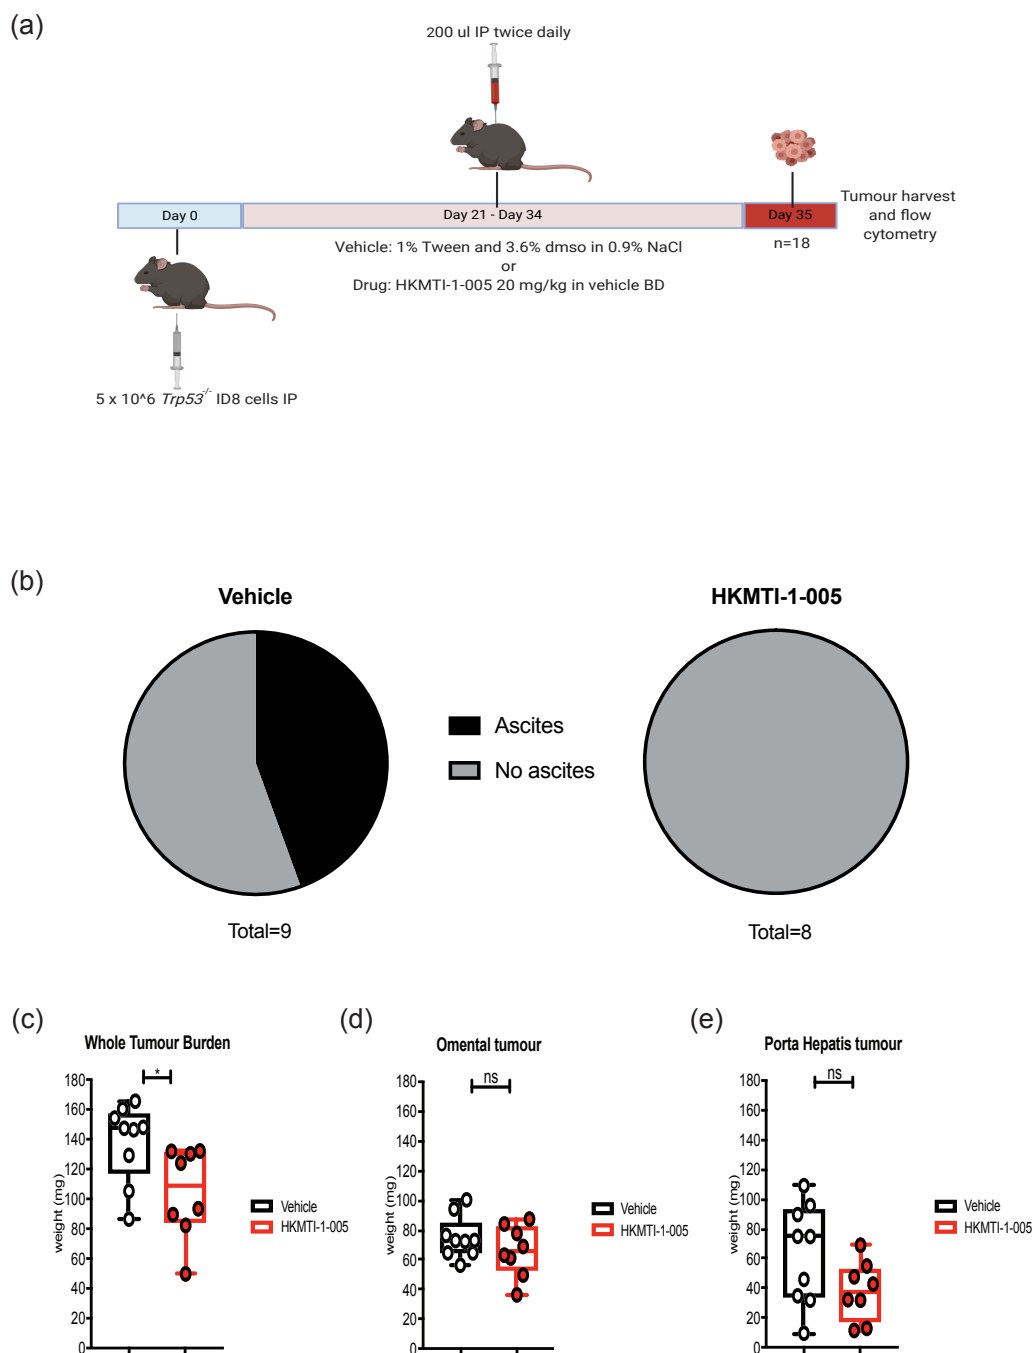 (a)
200 ul IP twice daily
Day 0
Day 21 - Day 34
Day 35
Tumour harvest
and flow
cytometry
n=18
Vehicle: 1% Tween and 3.6% dmso in 0.9% NaCl
or
Drug: HKMTI-1-005 20 mg/kg in vehicle BD
5 x 10^6 Trp53-/- ID8 cells IP
(b)
Vehicle
HKMTI-1-005
Ascites
No ascites
Total=9
Total=8
(c)
Whole Tumour Burden
*
weight (mg)
180
160
140
120
100
80
60
40
20
0
Vehicle
HKMTI-1-005
(d)
Omental tumour
ns
weight (mg)
180
160
140
120
100
80
60
40
20
0
Vehicle
HKMTI-1-005
(e)
Porta Hepatis tumour
ns
weight (mg)
180
160
140
120
100
80
60
40
20
0
Vehicle
HKMTI-1-005